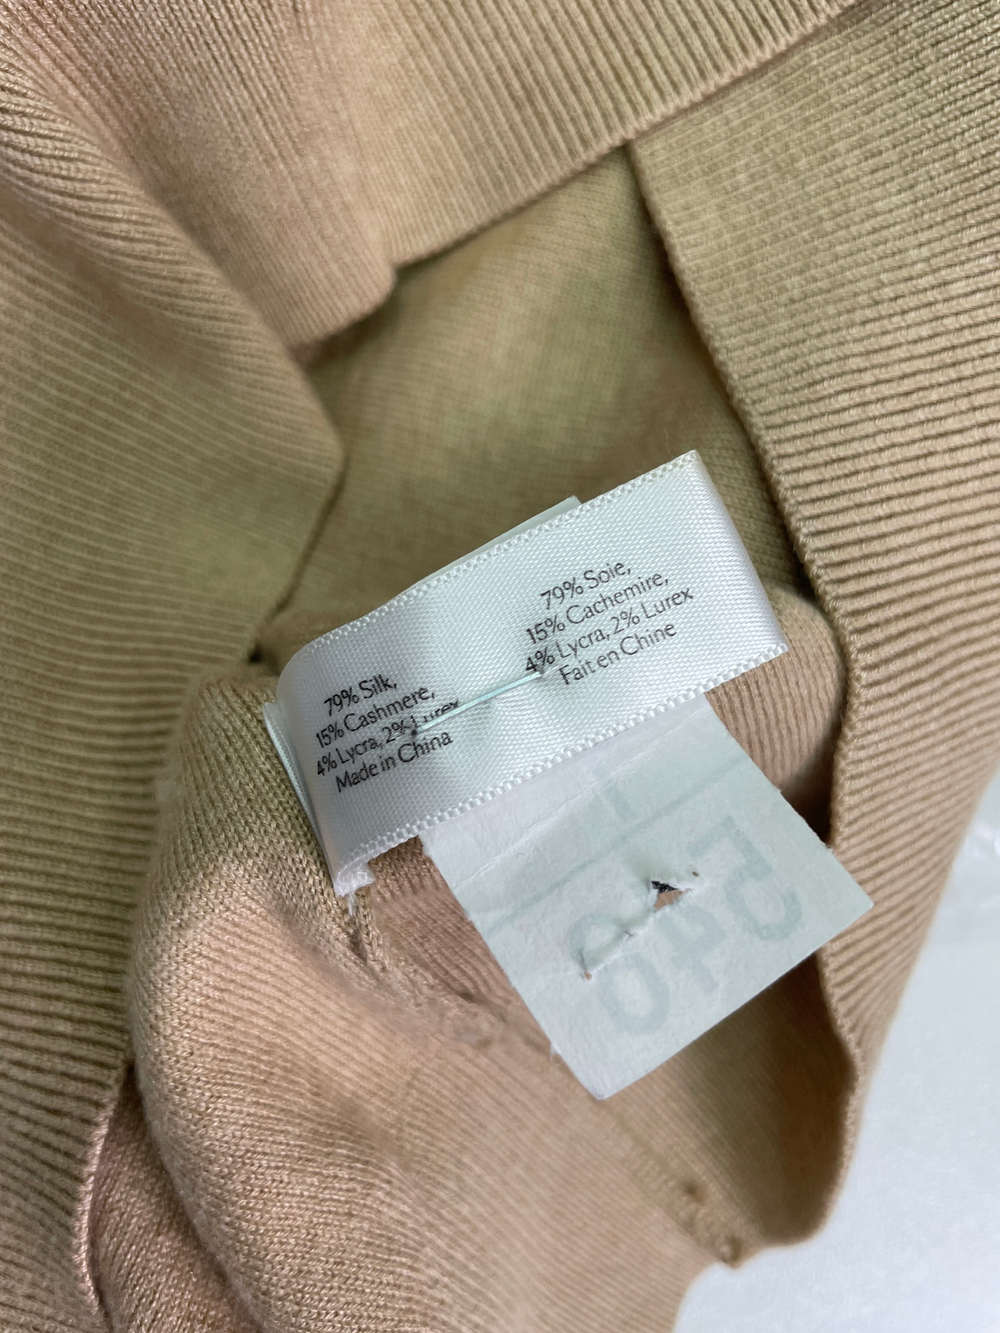 79% Silk,
15% Cashmere,
4% Lycra, 2% Lurex
Made in China
79% Soie,
15% Cachemire,
4% Lycra, 2% Lurex
Fait en Chine